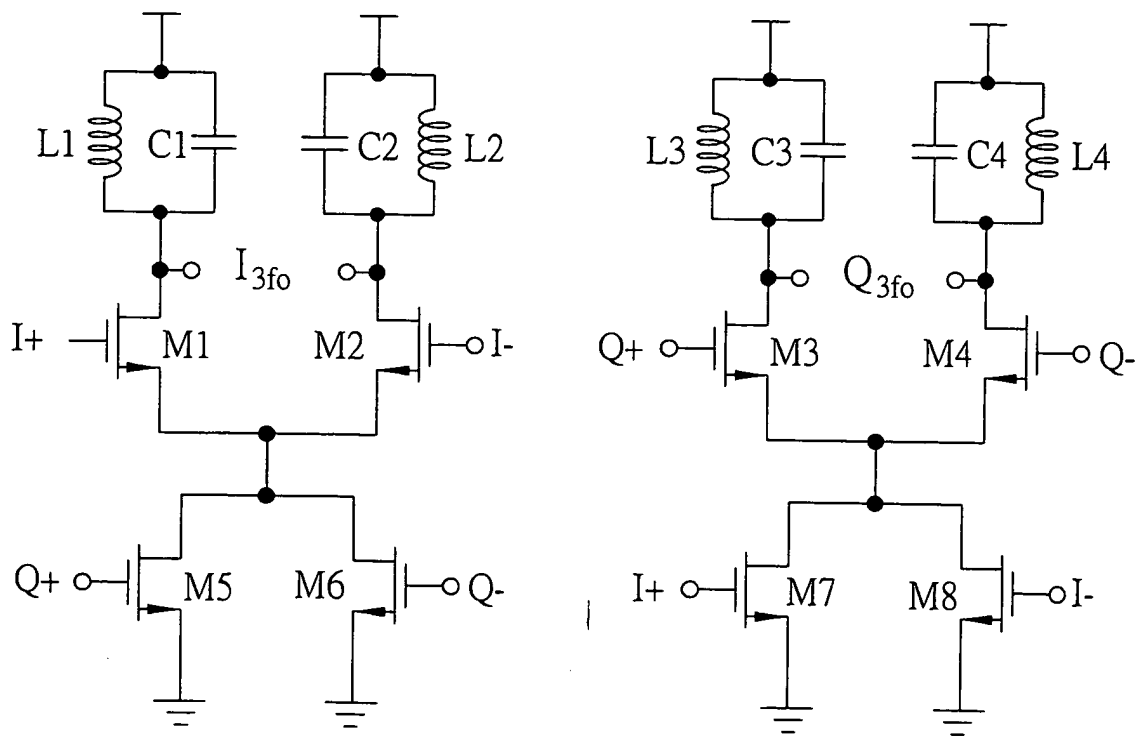 L1 C1 C2 L2 L3 C3 C4 L4
I3fo Q3fo
I+ M1 M2 I- Q+ M3 M4 Q-
Q+ M5 M6 Q- I+ M7 M8 I-